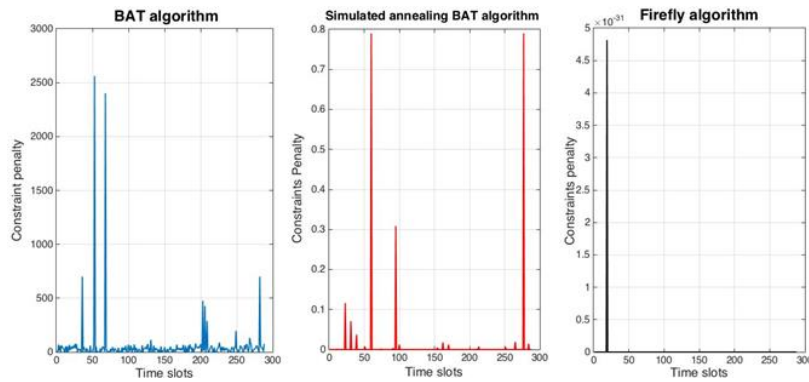 BAT algorithm
3000
2500
2000
1500
1000
500
0
0 50 100 150 200 250 300
Constraint penalty
Time slots
Simulated annealing BAT algorithm
0.8
0.7
0.6
0.5
0.4
0.3
0.2
0.1
0
0 50 100 150 200 250 300
Constraints Penalty
Time slots
Firefly algorithm
5 ×10-31
4.5
4
3.5
3
2.5
2
1.5
1
0.5
0
0 50 100 150 200 250 300
Constraints penalty
Time slots